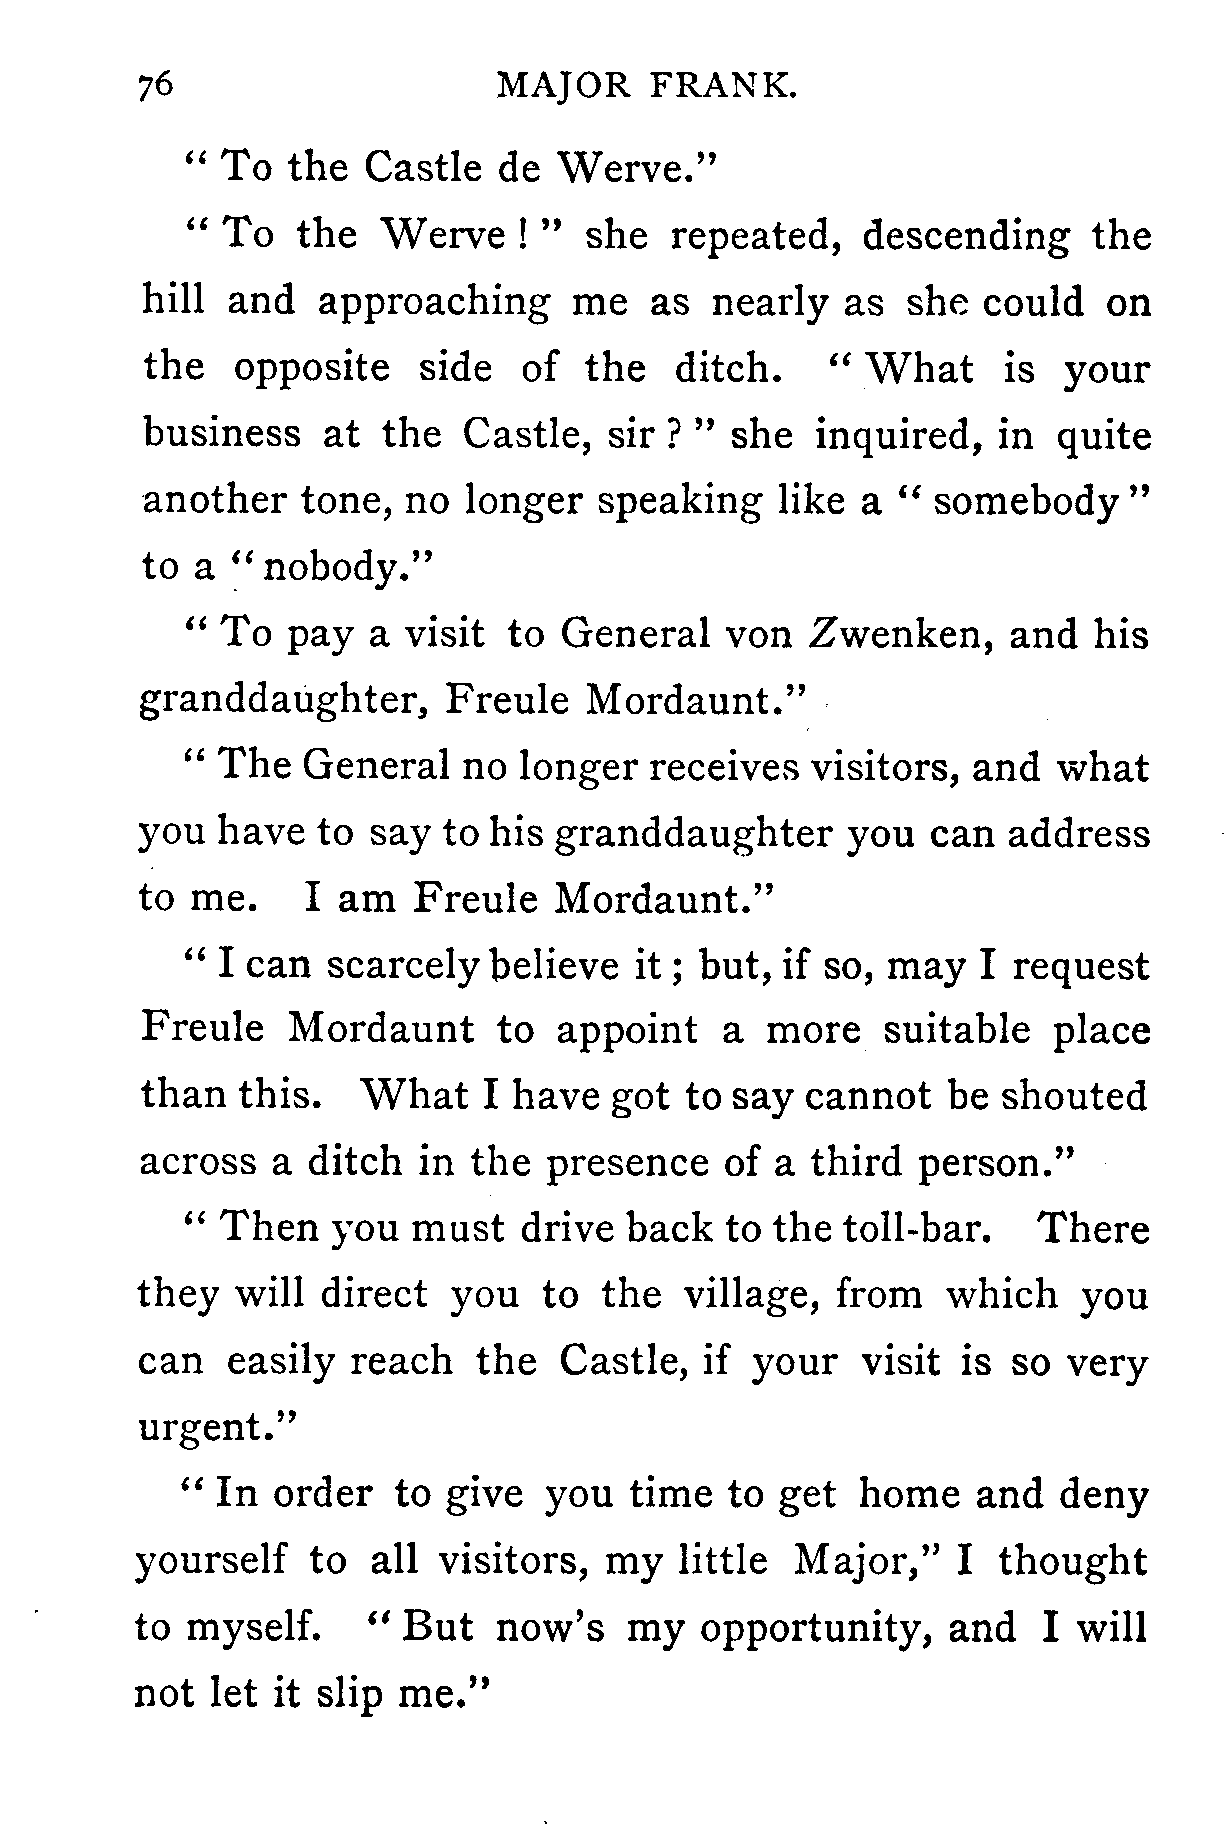 76 MAJOR FRANK.
" To the Castle de Werve."
" To the Werve ! " she repeated, descending the
hill and approaching me as nearly as she could on
the opposite side of the ditch. " What is your
business at the Castle, sir ? " she inquired, in quite
another tone, no longer speaking like a " somebody "
to a " nobody."
" To pay a visit to General von Zwenken, and his
granddaughter, Freule Mordaunt."
" The General no longer receives visitors, and what
you have to say to his granddaughter you can address
to me. I am Freule Mordaunt."
" I can scarcely believe it ; but, if so, may I request
Freule Mordaunt to appoint a more suitable place
than this. What I have got to say cannot be shouted
across a ditch in the presence of a third person."
" Then you must drive back to the toll-bar. There
they will direct you to the village, from which you
can easily reach the Castle, if your visit is so very
urgent."
" In order to give you time to get home and deny
yourself to all visitors, my little Major," I thought
to myself. " But now's my opportunity, and I will
not let it slip me."